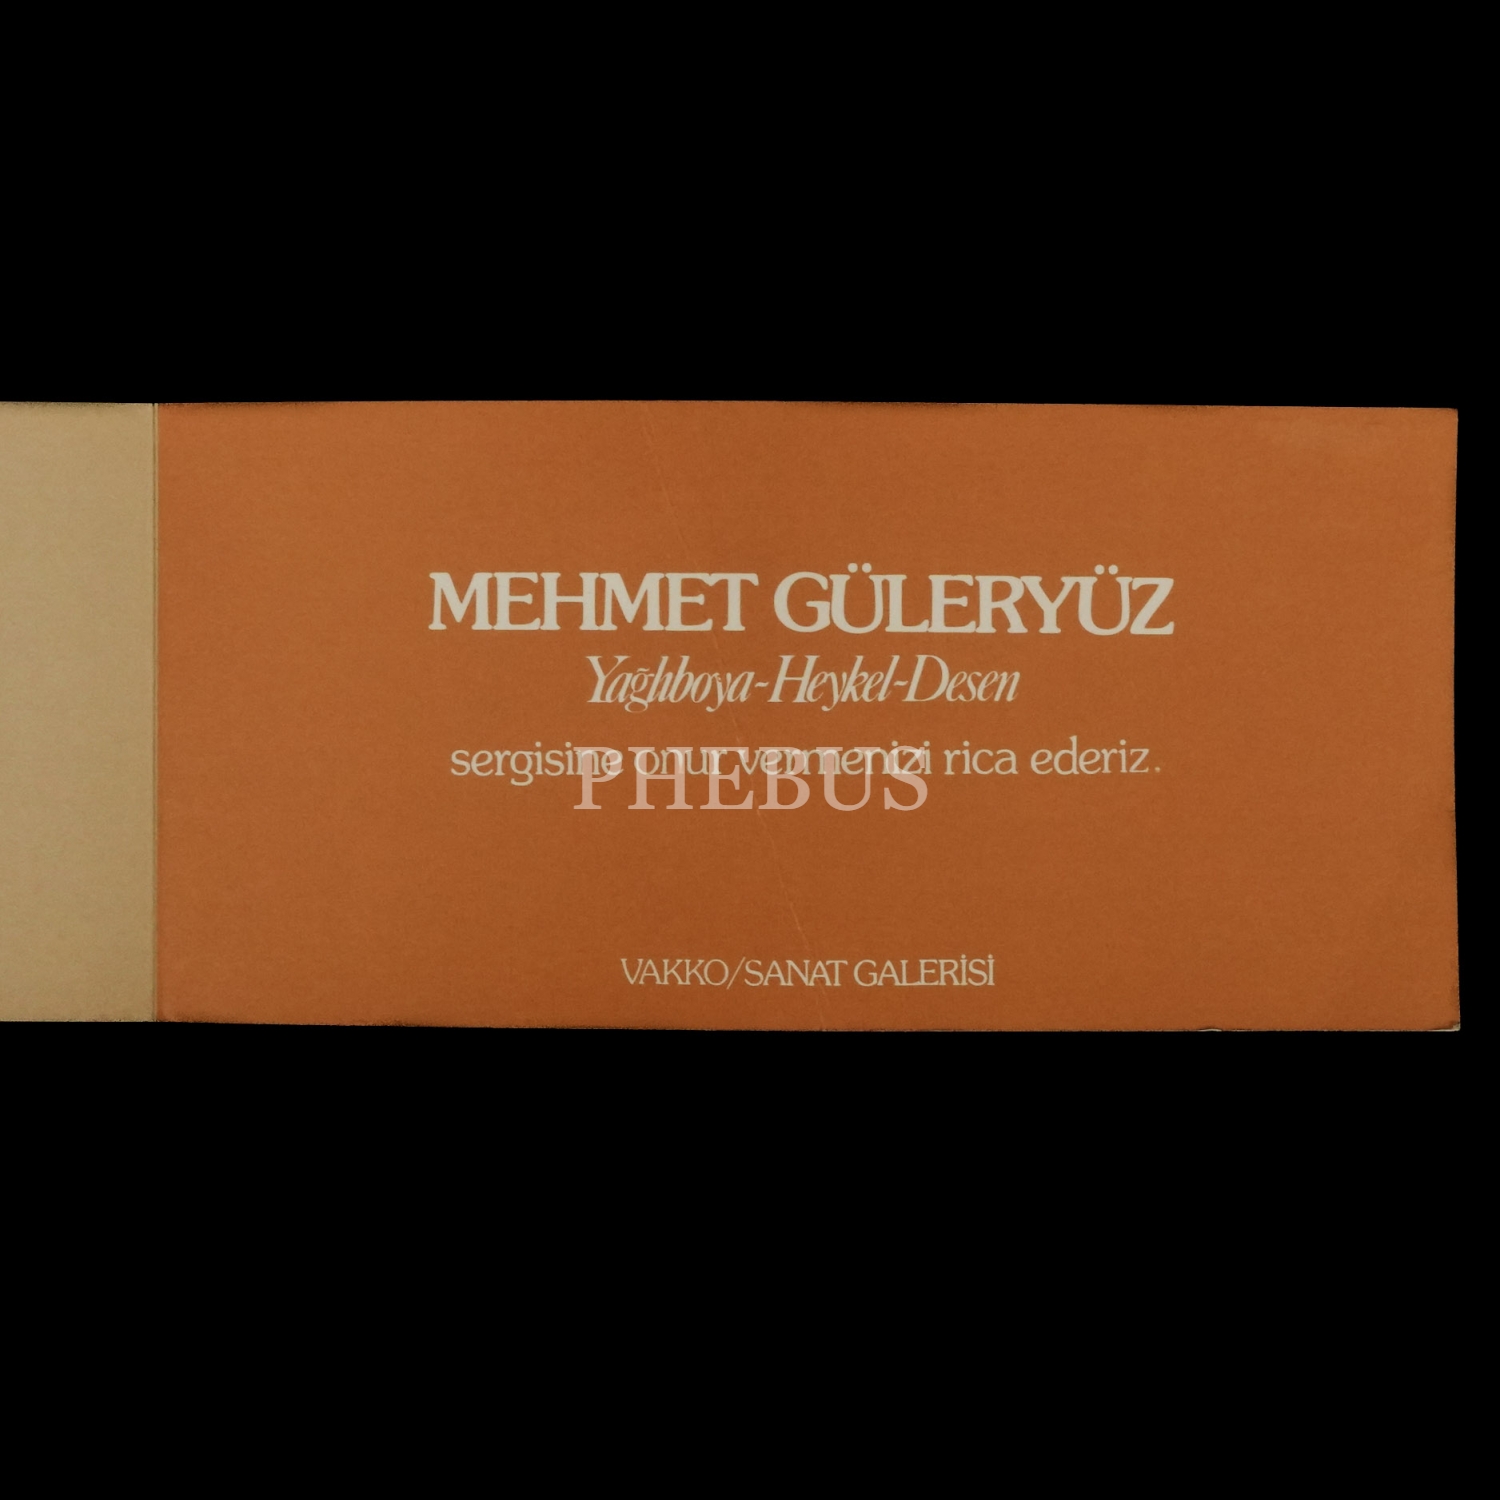 MEHMET GÜLERYÜZ
Yağlıboya-Heykel-Desen
sergisine onur vermenizi rica ederiz.
PHEBUS
VAKKO/SANAT GALERİSİ